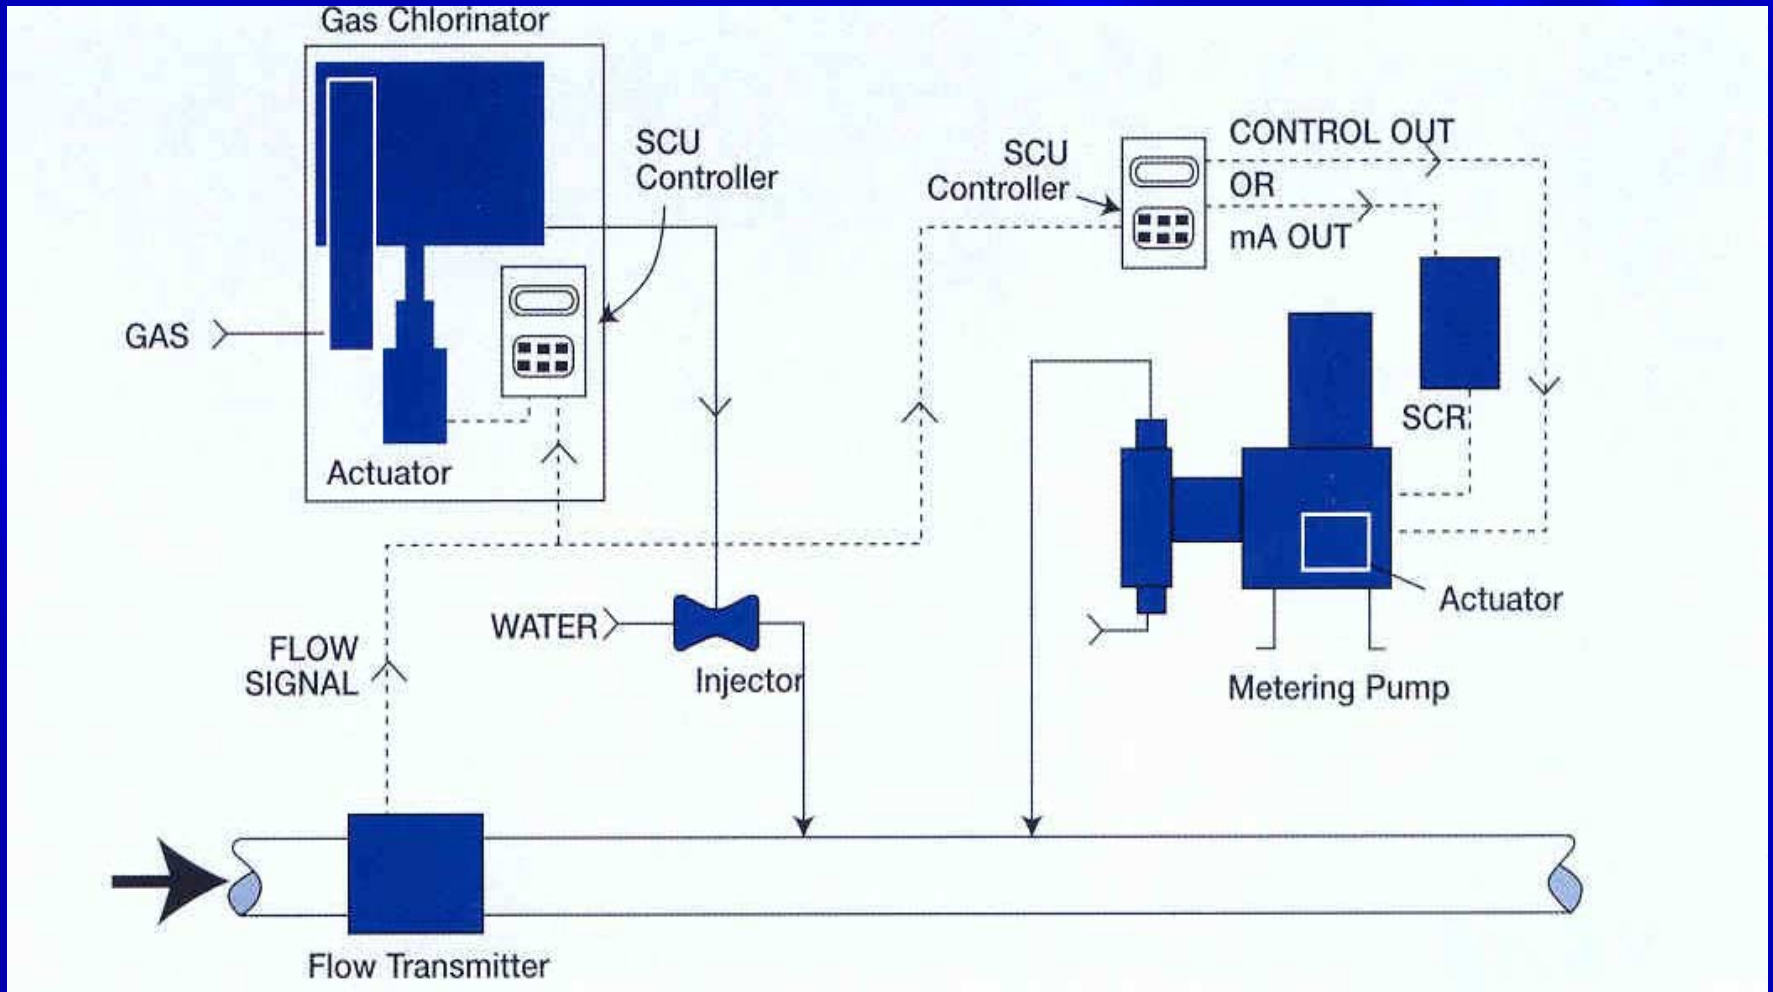 Gas Chlorinator
SCU
Controller
GAS
Actuator
SCU
Controller
CONTROL OUT
OR
mA OUT
SCR
Actuator
Metering Pump
WATER
Injector
FLOW
SIGNAL
Flow Transmitter